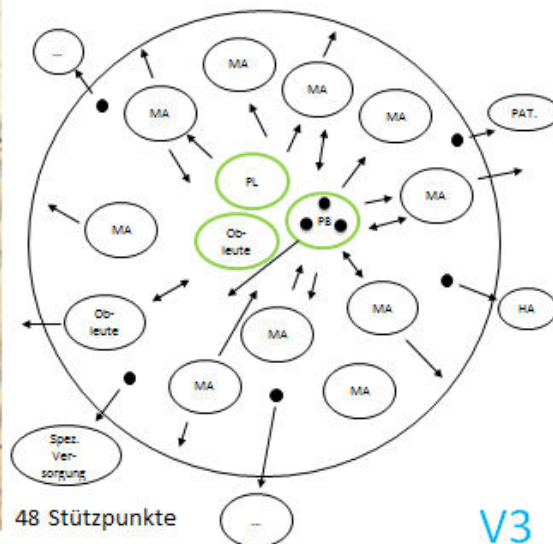 ...
MA
MA
MA
MA
PAT.
MA
PL
PB
MA
Ob-
leute
Ob-
leute
MA
HA
MA
MA
MA
Spez.
Ver-
sorgung
48 Stützpunkte
...
V3